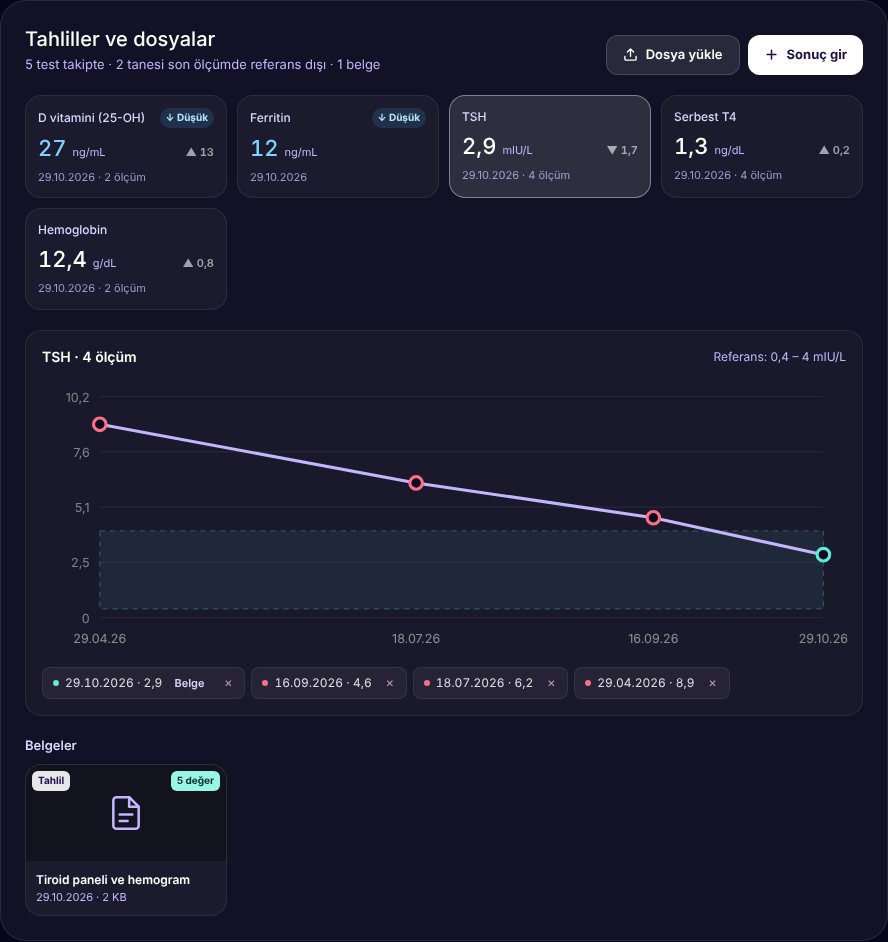 Tahliller ve dosyalar
5 test takipte · 2 tanesi son ölçümde referans dışı · 1 belge
Dosya yükle
+ Sonuç gir
D vitamini (25-OH) ↓ Düşük
27 ng/mL ▲ 13
29.10.2026 · 2 ölçüm
Ferritin ↓ Düşük
12 ng/mL
29.10.2026
TSH
2,9 mIU/L ▼ 1,7
29.10.2026 · 4 ölçüm
Serbest T4
1,3 ng/dL ▲ 0,2
29.10.2026 · 4 ölçüm
Hemoglobin
12,4 g/dL ▲ 0,8
29.10.2026 · 2 ölçüm
TSH · 4 ölçüm
Referans: 0,4 – 4 mIU/L
10,2
7,6
5,1
2,5
0
29.04.26 18.07.26 16.09.26 29.10.26
29.10.2026 · 2,9 Belge ×
16.09.2026 · 4,6 ×
18.07.2026 · 6,2 ×
29.04.2026 · 8,9 ×
Belgeler
Tahlil
5 değer
Tiroid paneli ve hemogram
29.10.2026 · 2 KB